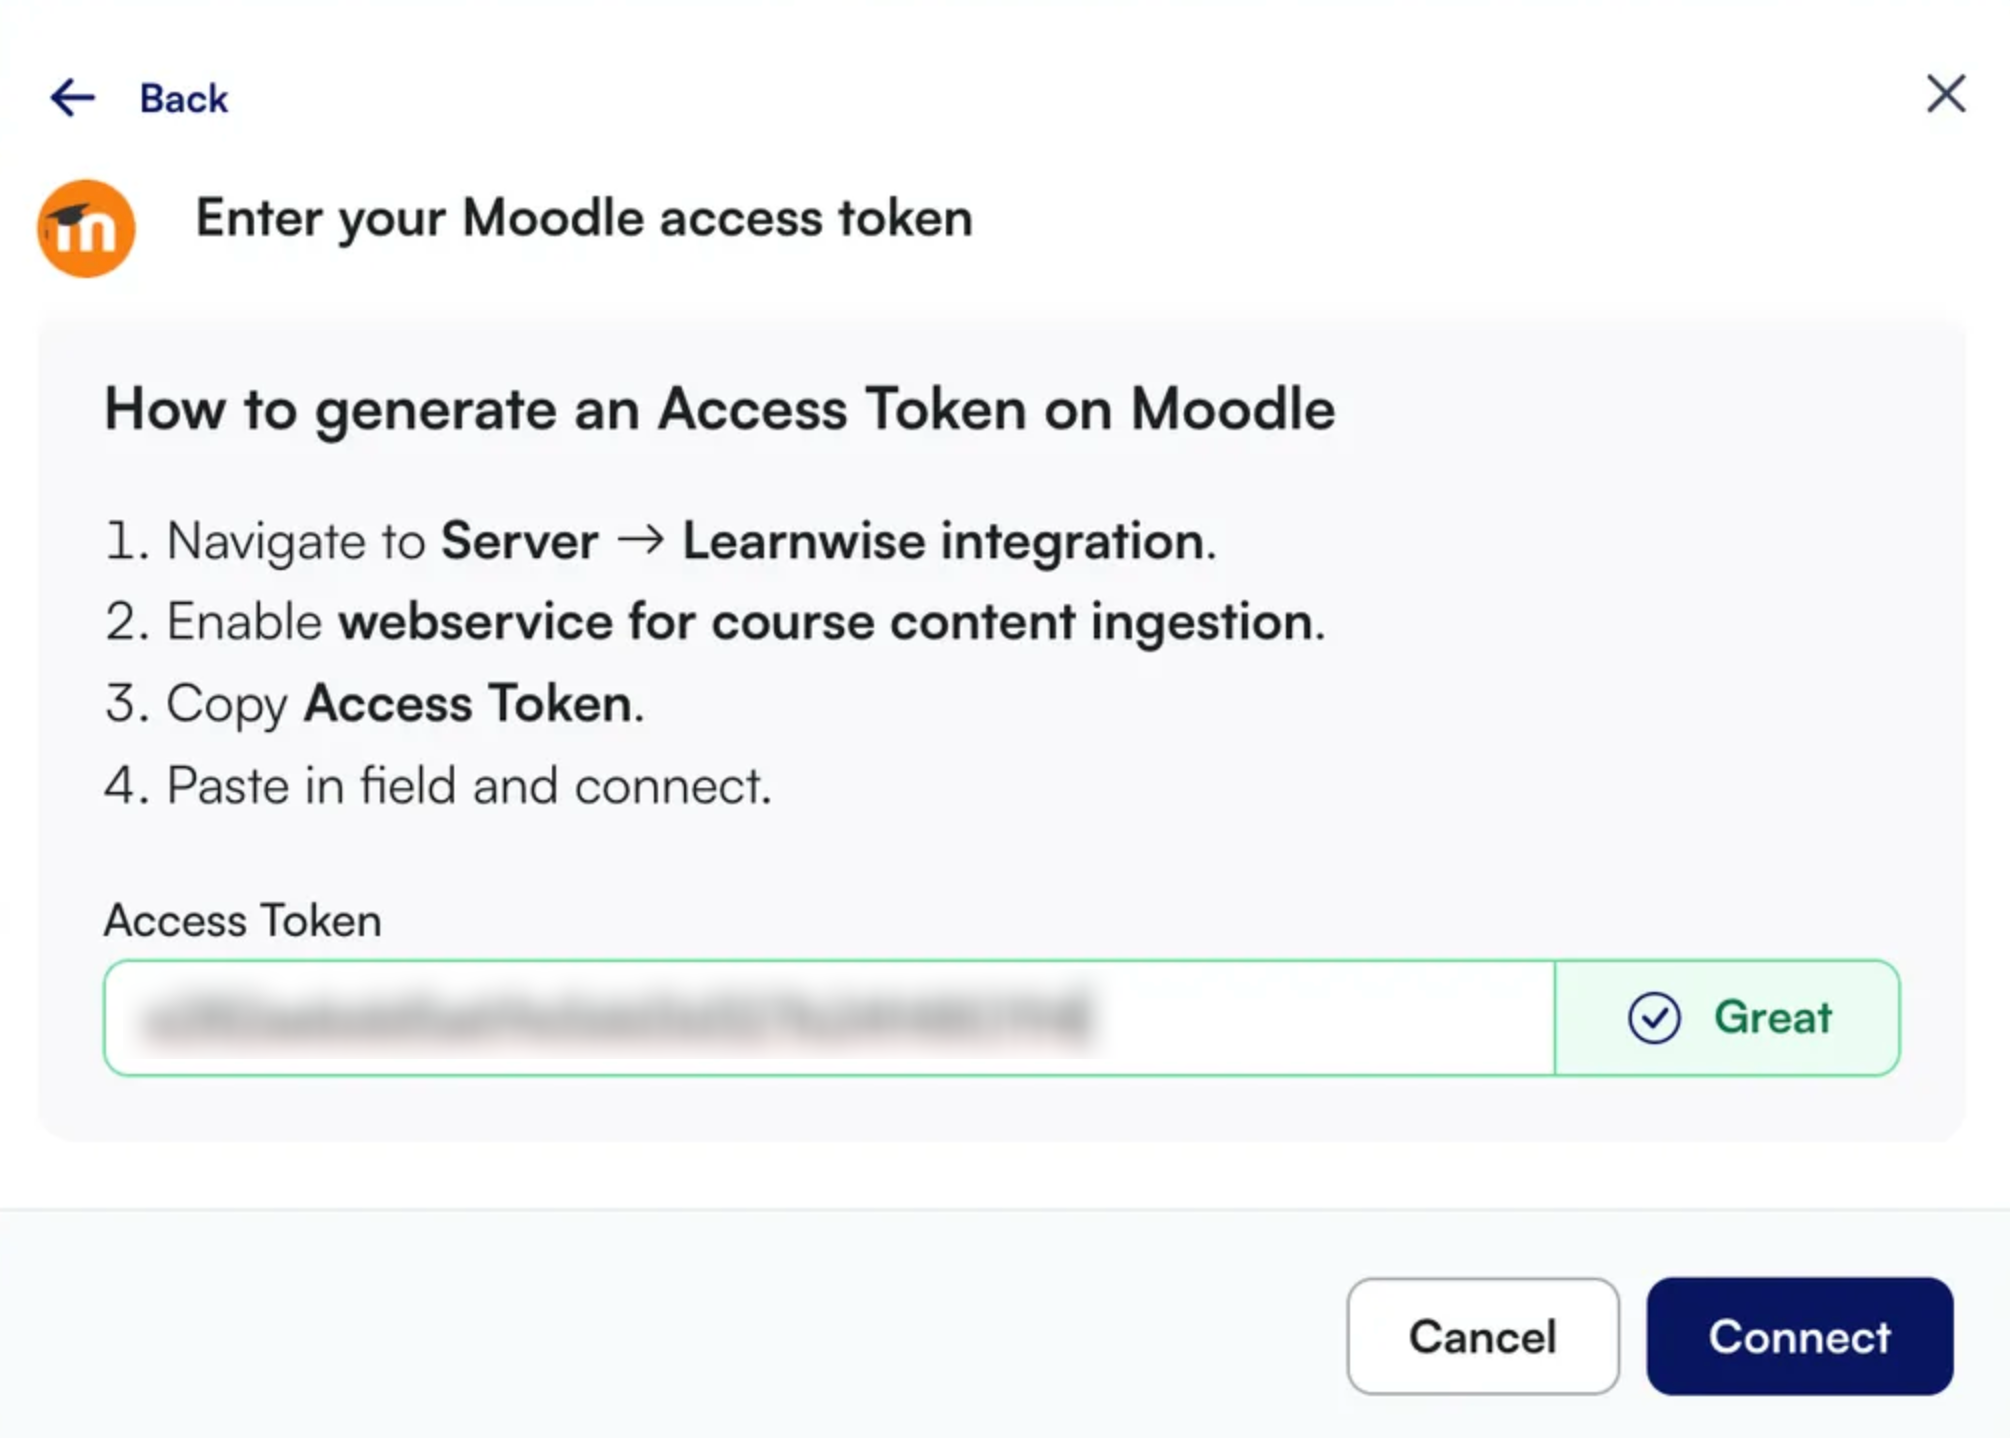 ← Back
Enter your Moodle access token
How to generate an Access Token on Moodle
1. Navigate to Server → Learnwise integration.
2. Enable webservice for course content ingestion.
3. Copy Access Token.
4. Paste in field and connect.
Access Token
Great
Cancel
Connect